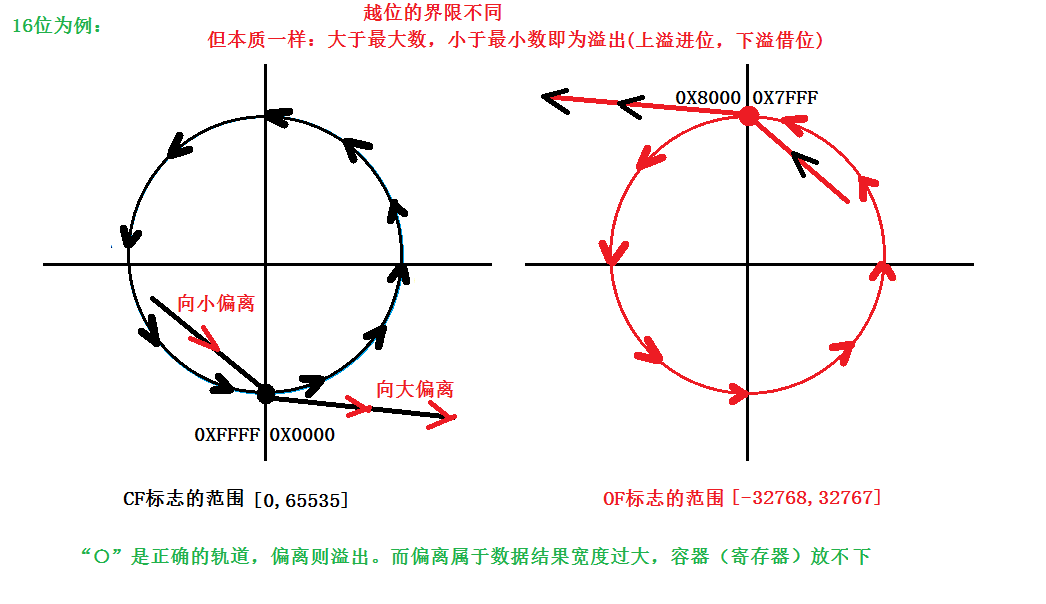 16位为例：
越位的界限不同
但本质一样：大于最大数，小于最小数即为溢出(上溢进位，下溢借位)
0X8000 0X7FFF
向小偏离
向大偏离
0XFFFF 0X0000
CF标志的范围 [0,65535]
OF标志的范围 [-32768,32767]
“〇”是正确的轨道，偏离则溢出。而偏离属于数据结果宽度过大，容器（寄存器）放不下